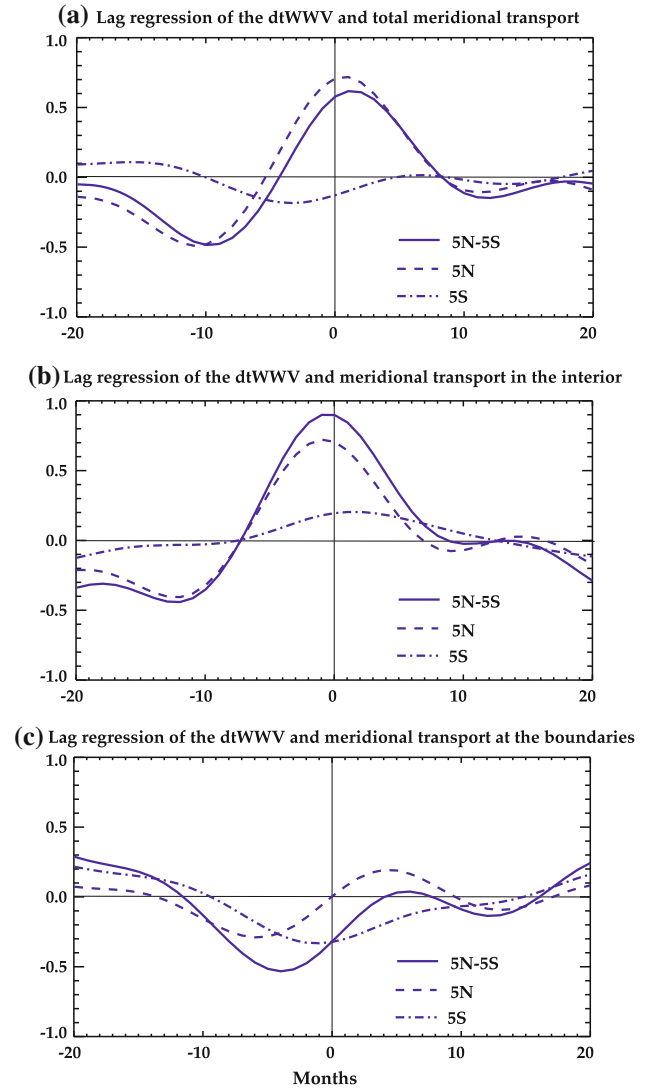 (a) Lag regression of the dtWWV and total meridional transport
1.0
0.5
0.0
-0.5
-1.0
5N-5S
5N
5S
-20 -10 0 10 20
(b) Lag regression of the dtWWV and meridional transport in the interior
1.0
0.5
0.0
-0.5
-1.0
5N-5S
5N
5S
-20 -10 0 10 20
(c) Lag regression of the dtWWV and meridional transport at the boundaries
1.0
0.5
0.0
-0.5
-1.0
5N-5S
5N
5S
-20 -10 0 10 20
Months